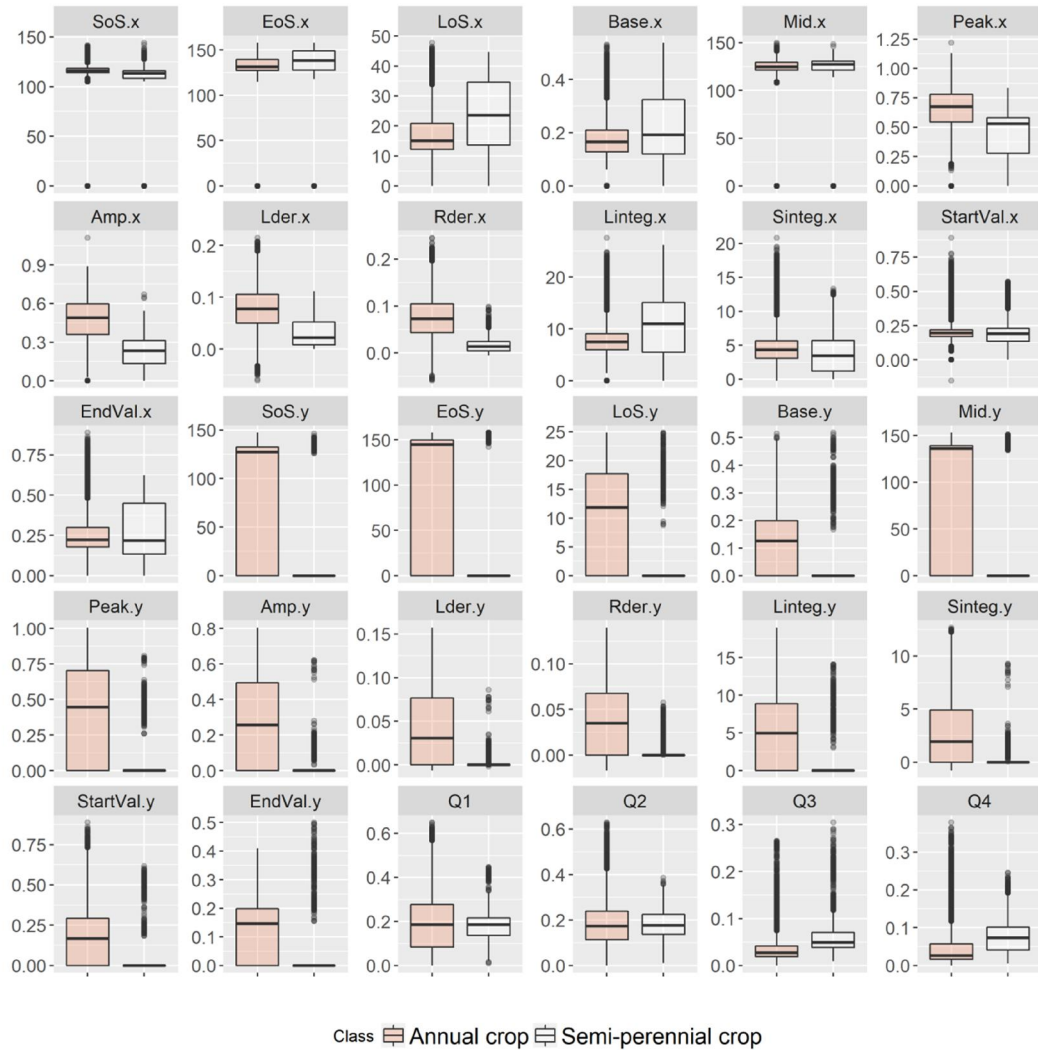 SoS.x EoS.x LoS.x Base.x Mid.x Peak.x
150 100 50 0
150 100 50 0
50 40 30 20 10 0
0.4 0.2 0.0
150 100 50 0
1.25 1.00 0.75 0.50 0.25 0.00
Amp.x Lder.x Rder.x Linteg.x Sinteg.x StartVal.x
0.9 0.6 0.3 0.0
0.2 0.1 0.0
0.2 0.1 0.0
20 10 0
20 15 10 5 0
0.75 0.50 0.25 0.00
EndVal.x SoS.y EoS.y LoS.y Base.y Mid.y
0.75 0.50 0.25 0.00
150 100 50 0
150 100 50 0
25 20 15 10 5 0
0.5 0.4 0.3 0.2 0.1 0.0
150 100 50 0
Peak.y Amp.y Lder.y Rder.y Linteg.y Sinteg.y
1.00 0.75 0.50 0.25 0.00
0.8 0.6 0.4 0.2 0.0
0.15 0.10 0.05 0.00
0.10 0.05 0.00
15 10 5 0
10 5 0
StartVal.y EndVal.y Q1 Q2 Q3 Q4
0.75 0.50 0.25 0.00
0.5 0.4 0.3 0.2 0.1 0.0
0.6 0.4 0.2 0.0
0.6 0.4 0.2 0.0
0.3 0.2 0.1 0.0
0.3 0.2 0.1 0.0
Class Annual crop Semi-perennial crop